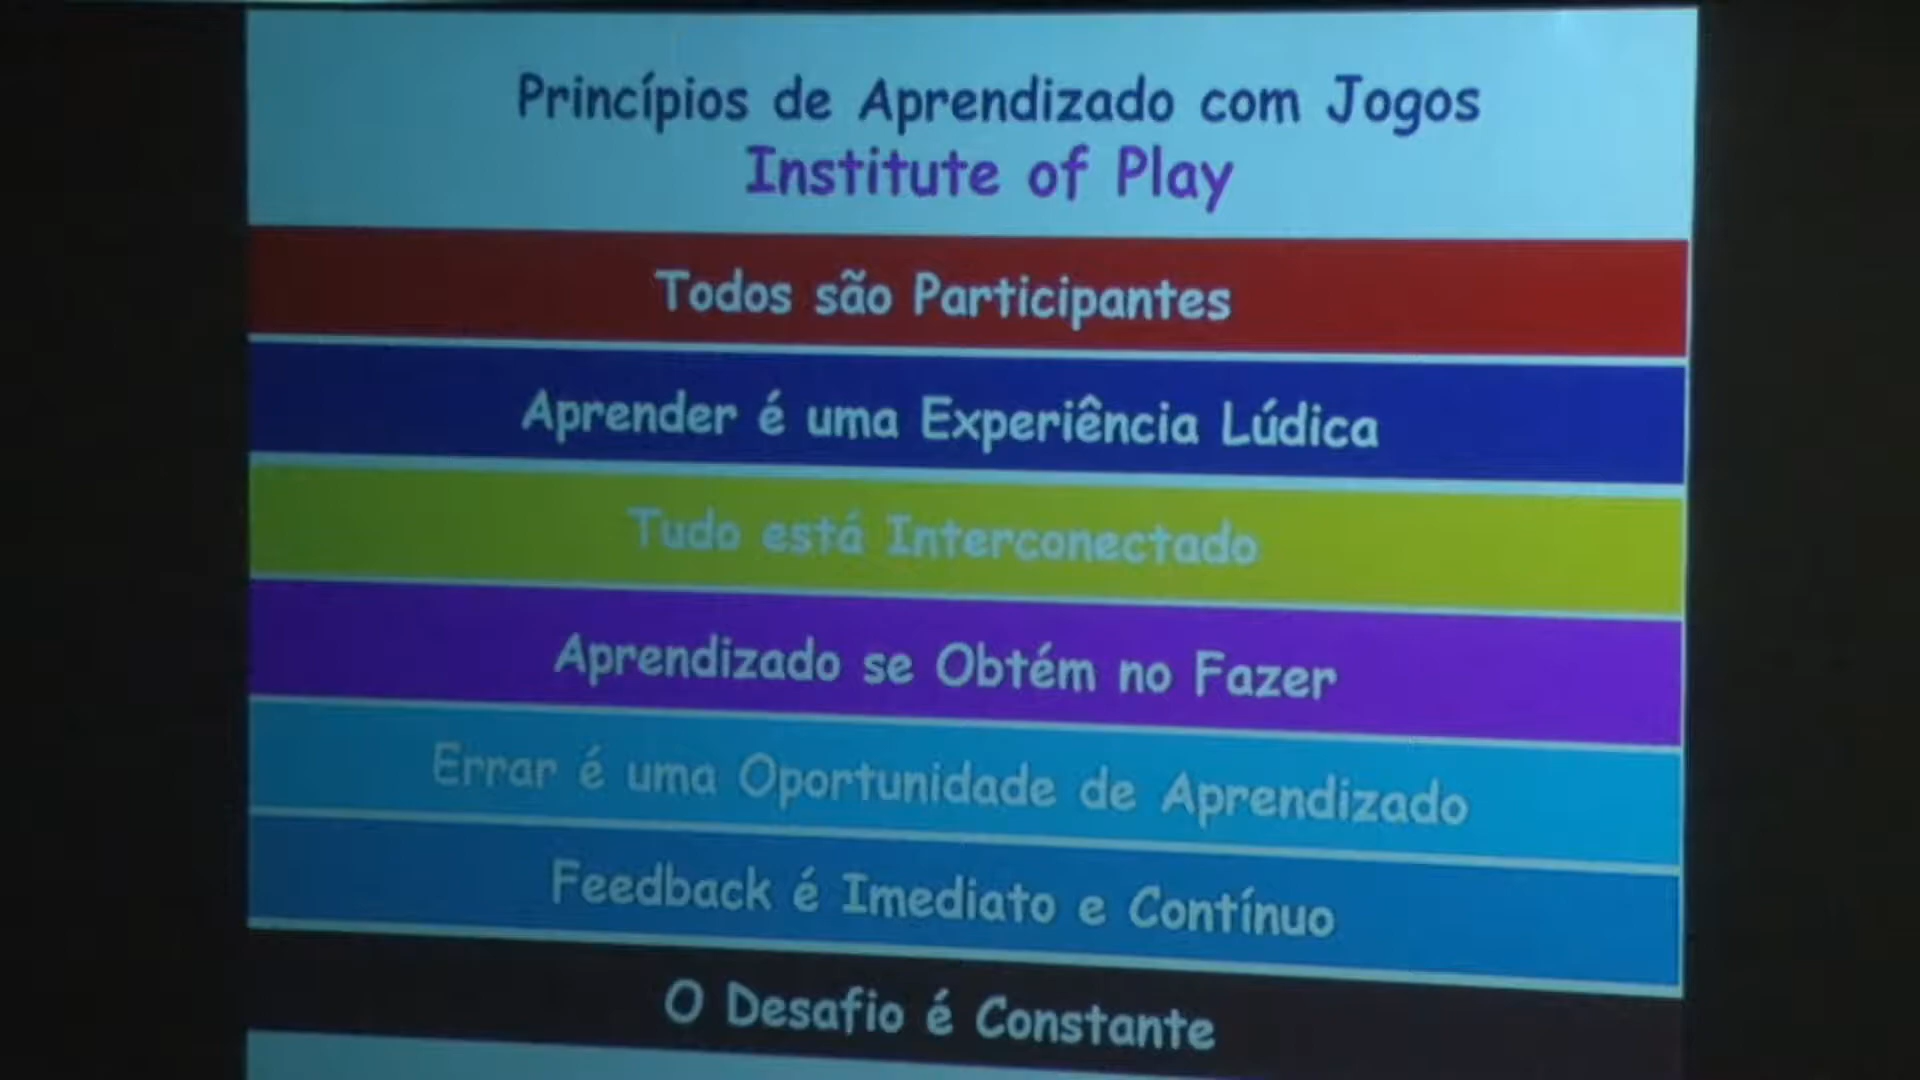 Princípios de Aprendizado com Jogos
Institute of Play
Todos são Participantes
Aprender é uma Experiência Lúdica
Tudo está Interconectado
Aprendizado se Obtém no Fazer
Errar é uma Oportunidade de Aprendizado
Feedback é Imediato e Contínuo
O Desafio é Constante